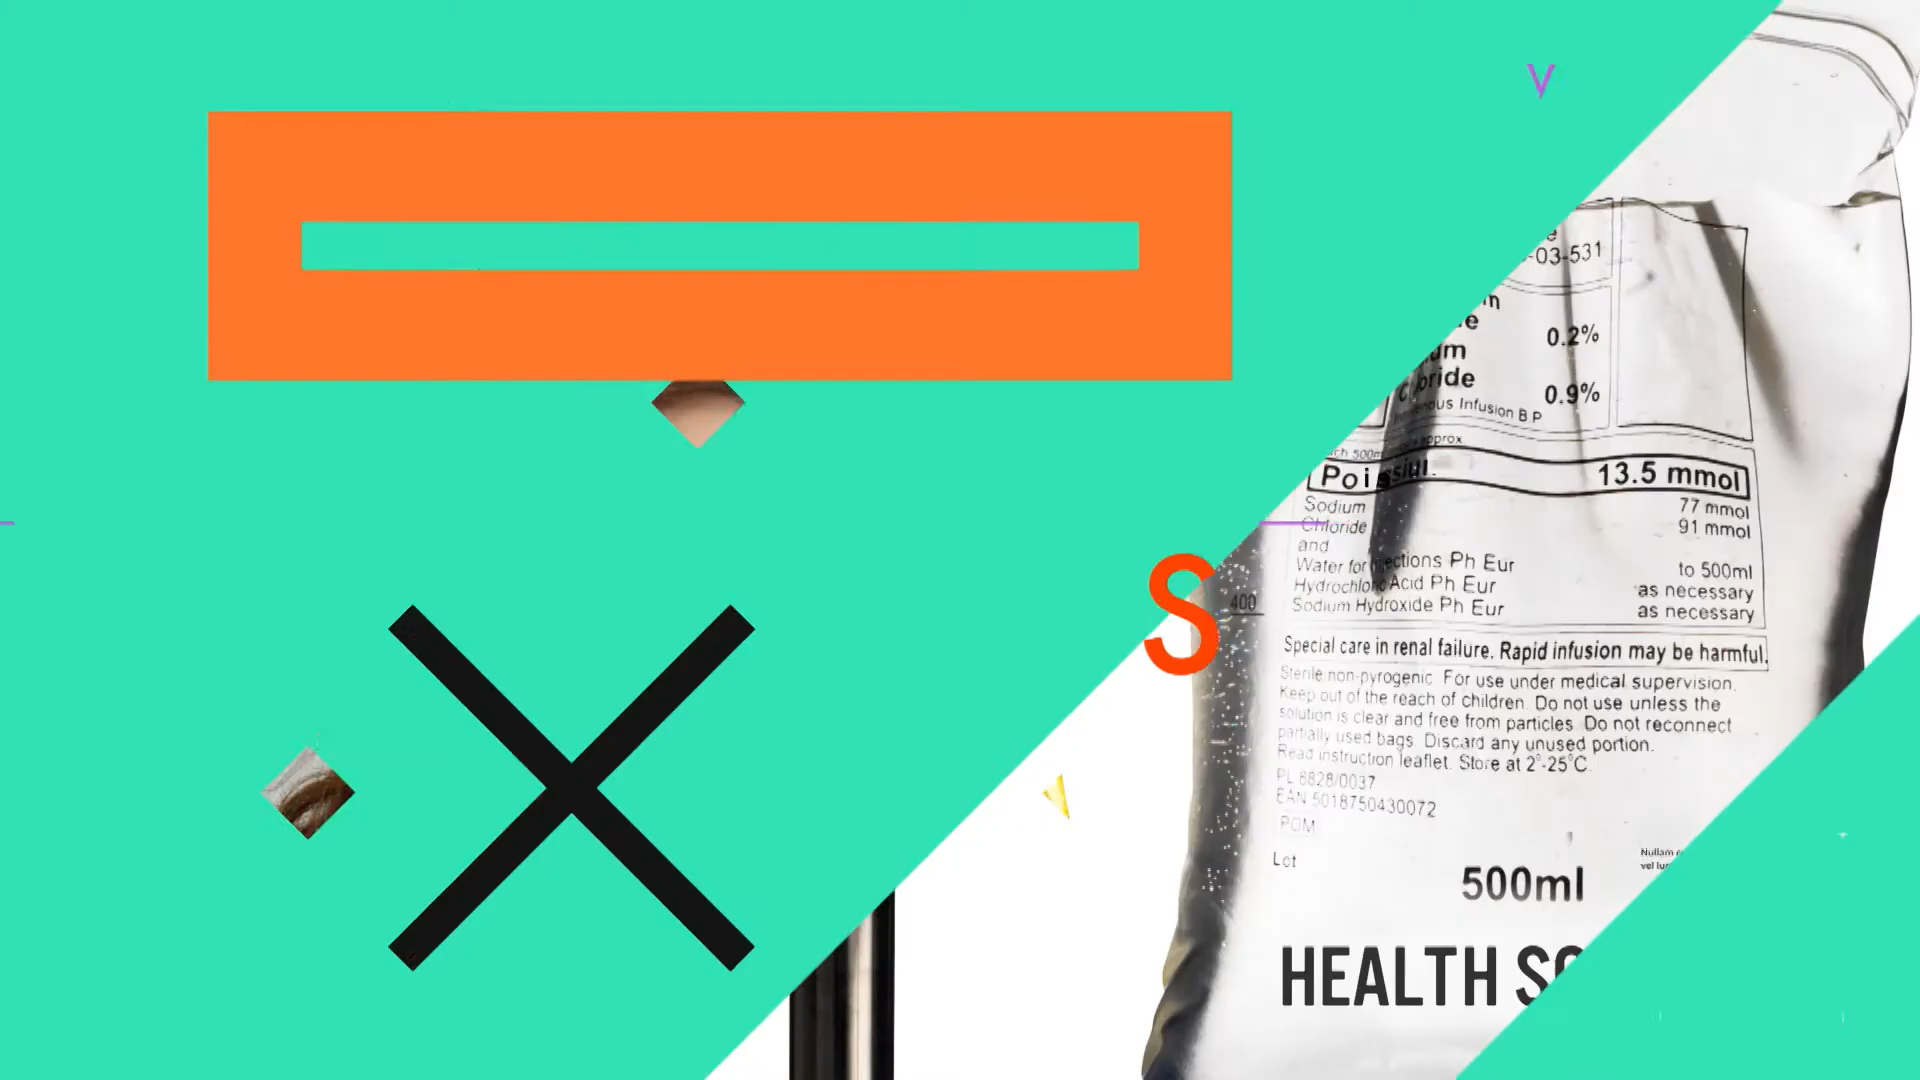 V
-03-531
0.2%
0.9%
Infusion B P
approx
13.5 mmol
Sodium 77 mmol
Chloride 91 mmol
and
Water for Ph Eur to 500ml
Acid Ph Eur as necessary
Sodium Hydroxide Ph Eur as necessary
S
400
Special care in renal failure. Rapid infusion may be harmful.
Sterile non-pyrogenic. For use under medical supervision.
Keep out of the reach of children. Do not use unless the
solution is clear and free from particles. Do not reconnect
partially used bags. Discard any unused portion.
Read instruction leaflet. Store at 2°-25°C.
PL 8828/0037
EAN 5018750430072
POM
Lot
Nullam
vel
500ml
HEALTH